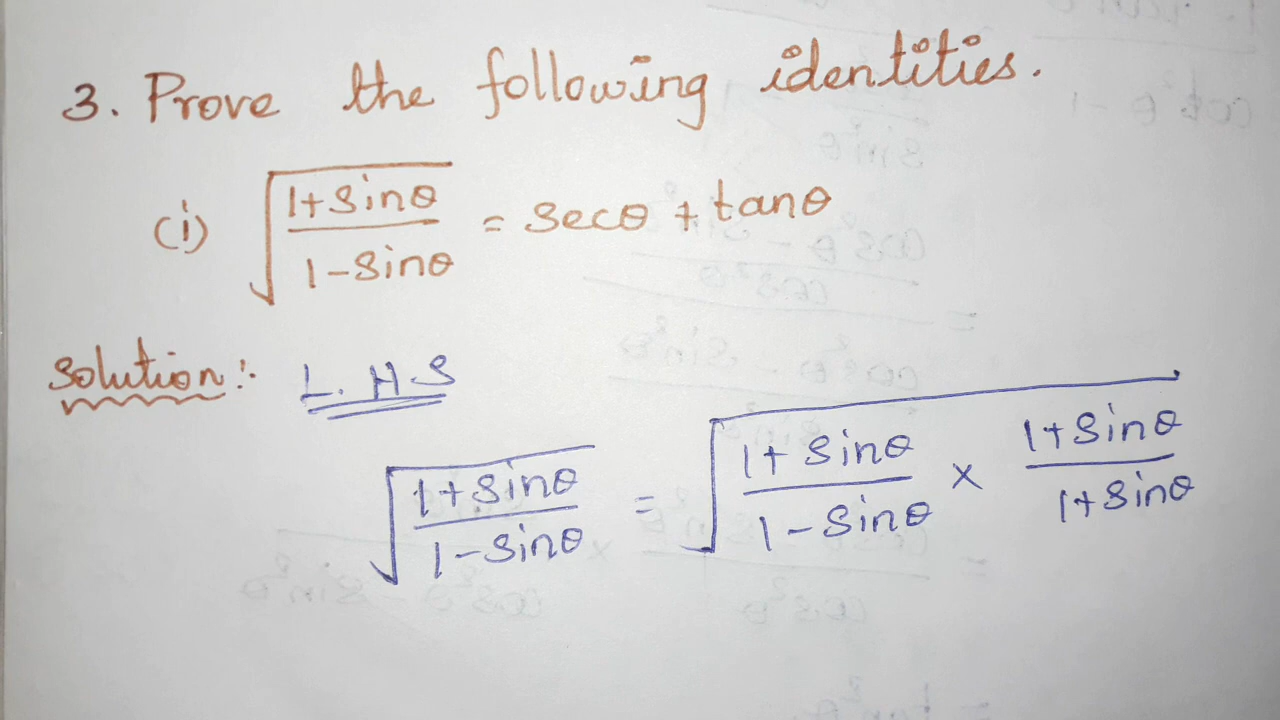 3. Prove the following identities.
(i) √((1+sinθ)/(1-sinθ)) = secθ + tanθ
Solution:- L.H.S
√((1+sinθ)/(1-sinθ)) = √((1+sinθ)/(1-sinθ) × (1+sinθ)/(1+sinθ))